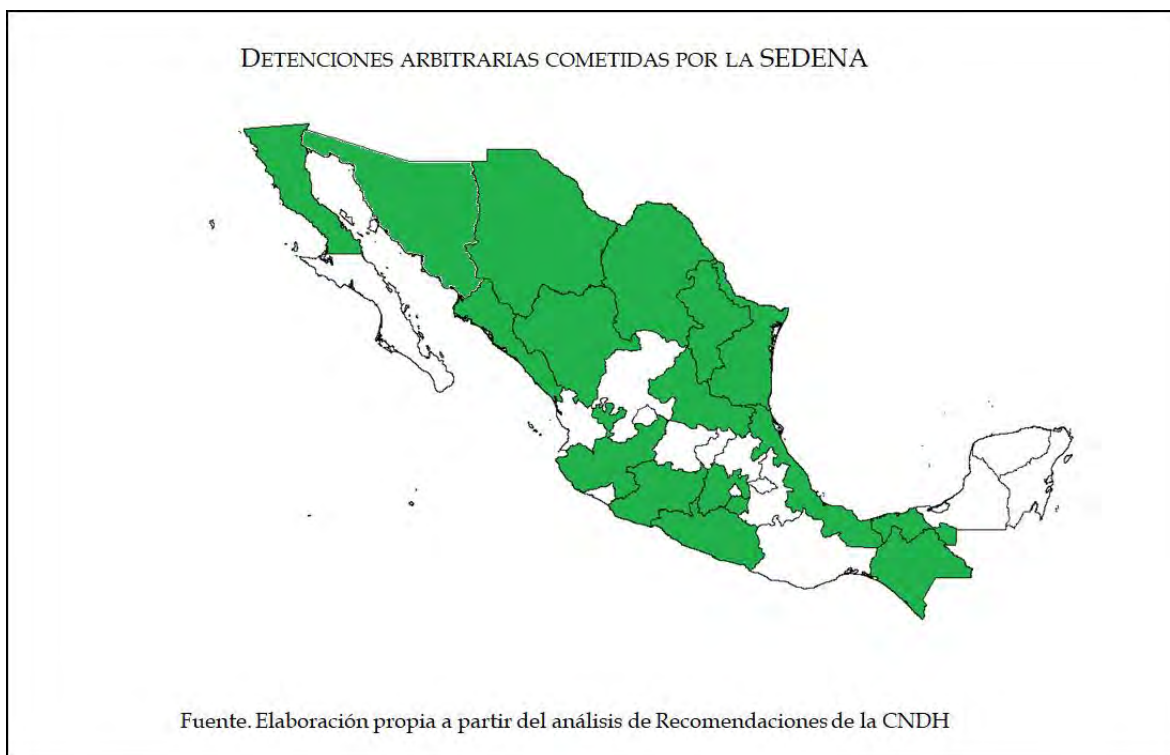 DETENCIONES ARBITRARIAS COMETIDAS POR LA SEDENA
Fuente. Elaboración propia a partir del análisis de Recomendaciones de la CNDH